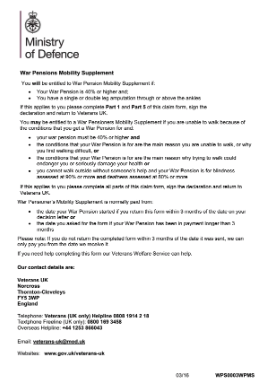 Ministry
of Defence
War Pensions Mobility Supplement
You will be entitled to War Pension Mobility Supplement if:
• Your War Pension is 40% or higher and;
• You have a single or double leg amputation through or above the ankles
If this applies to you please complete Part 1 and Part 5 of this claim form, sign the
declaration and return to Veterans UK.
You may be entitled to a War Pensioners Mobility Supplement if you are unable to walk because of
the conditions that you get a War Pension for and.
• your war pension must be 40% or higher and
• the conditions that your War Pension is for are the main reason you are unable to walk, or why
you find walking difficult, or
• the conditions that your War Pension is for are the main reason why trying to walk could
endanger you or seriously damage your health or
• you cannot walk outside without someone's help and your War Pension is for blindness
assessed at 90% or more and deafness assessed at 80% or more
If this applies to you please complete all parts of this claim form, sign the declaration and return to
Veterans UK.
War Pensioner's Mobility Supplement is normally paid from:
• the date your War Pension started if you return this form within 3 months of the date on your
decision letter or
• the date you asked for the form if your War Pension has been in payment longer than 3
months
Please note: if you do not return the completed form within 3 months of the date it was sent, we can
only pay you from the date we receive it.
If you need help completing this form our Veterans Welfare Service can help.
Our contact details are:
Veterans UK
Norcross
Thornton-Cleveleys
FY5 3WP
England
Telephone: Veterans (UK only) Helpline 0808 1914 2 18
Textphone Freeline (UK only): 0800 169 3458
Overseas Helpline: +44 1253 866043
Email: veterans-uk@mod.uk
Websites: www.gov.uk/veterans-uk
03/16 WPS0003WPMS